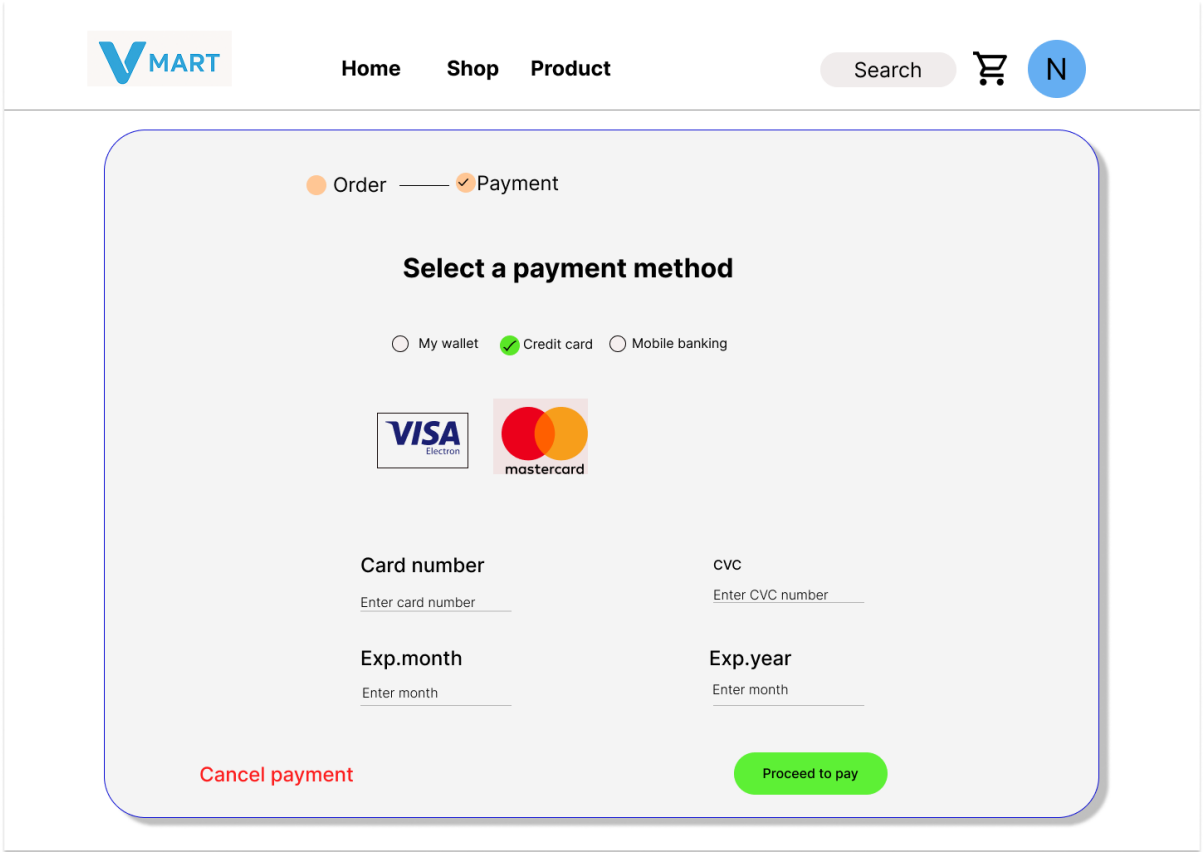 V MART
Home Shop Product Search N
Order Payment
Select a payment method
My wallet Credit card Mobile banking
VISA
Electron
mastercard
Card number CVC
Enter card number Enter CVC number
Exp.month Exp.year
Enter month Enter month
Cancel payment Proceed to pay